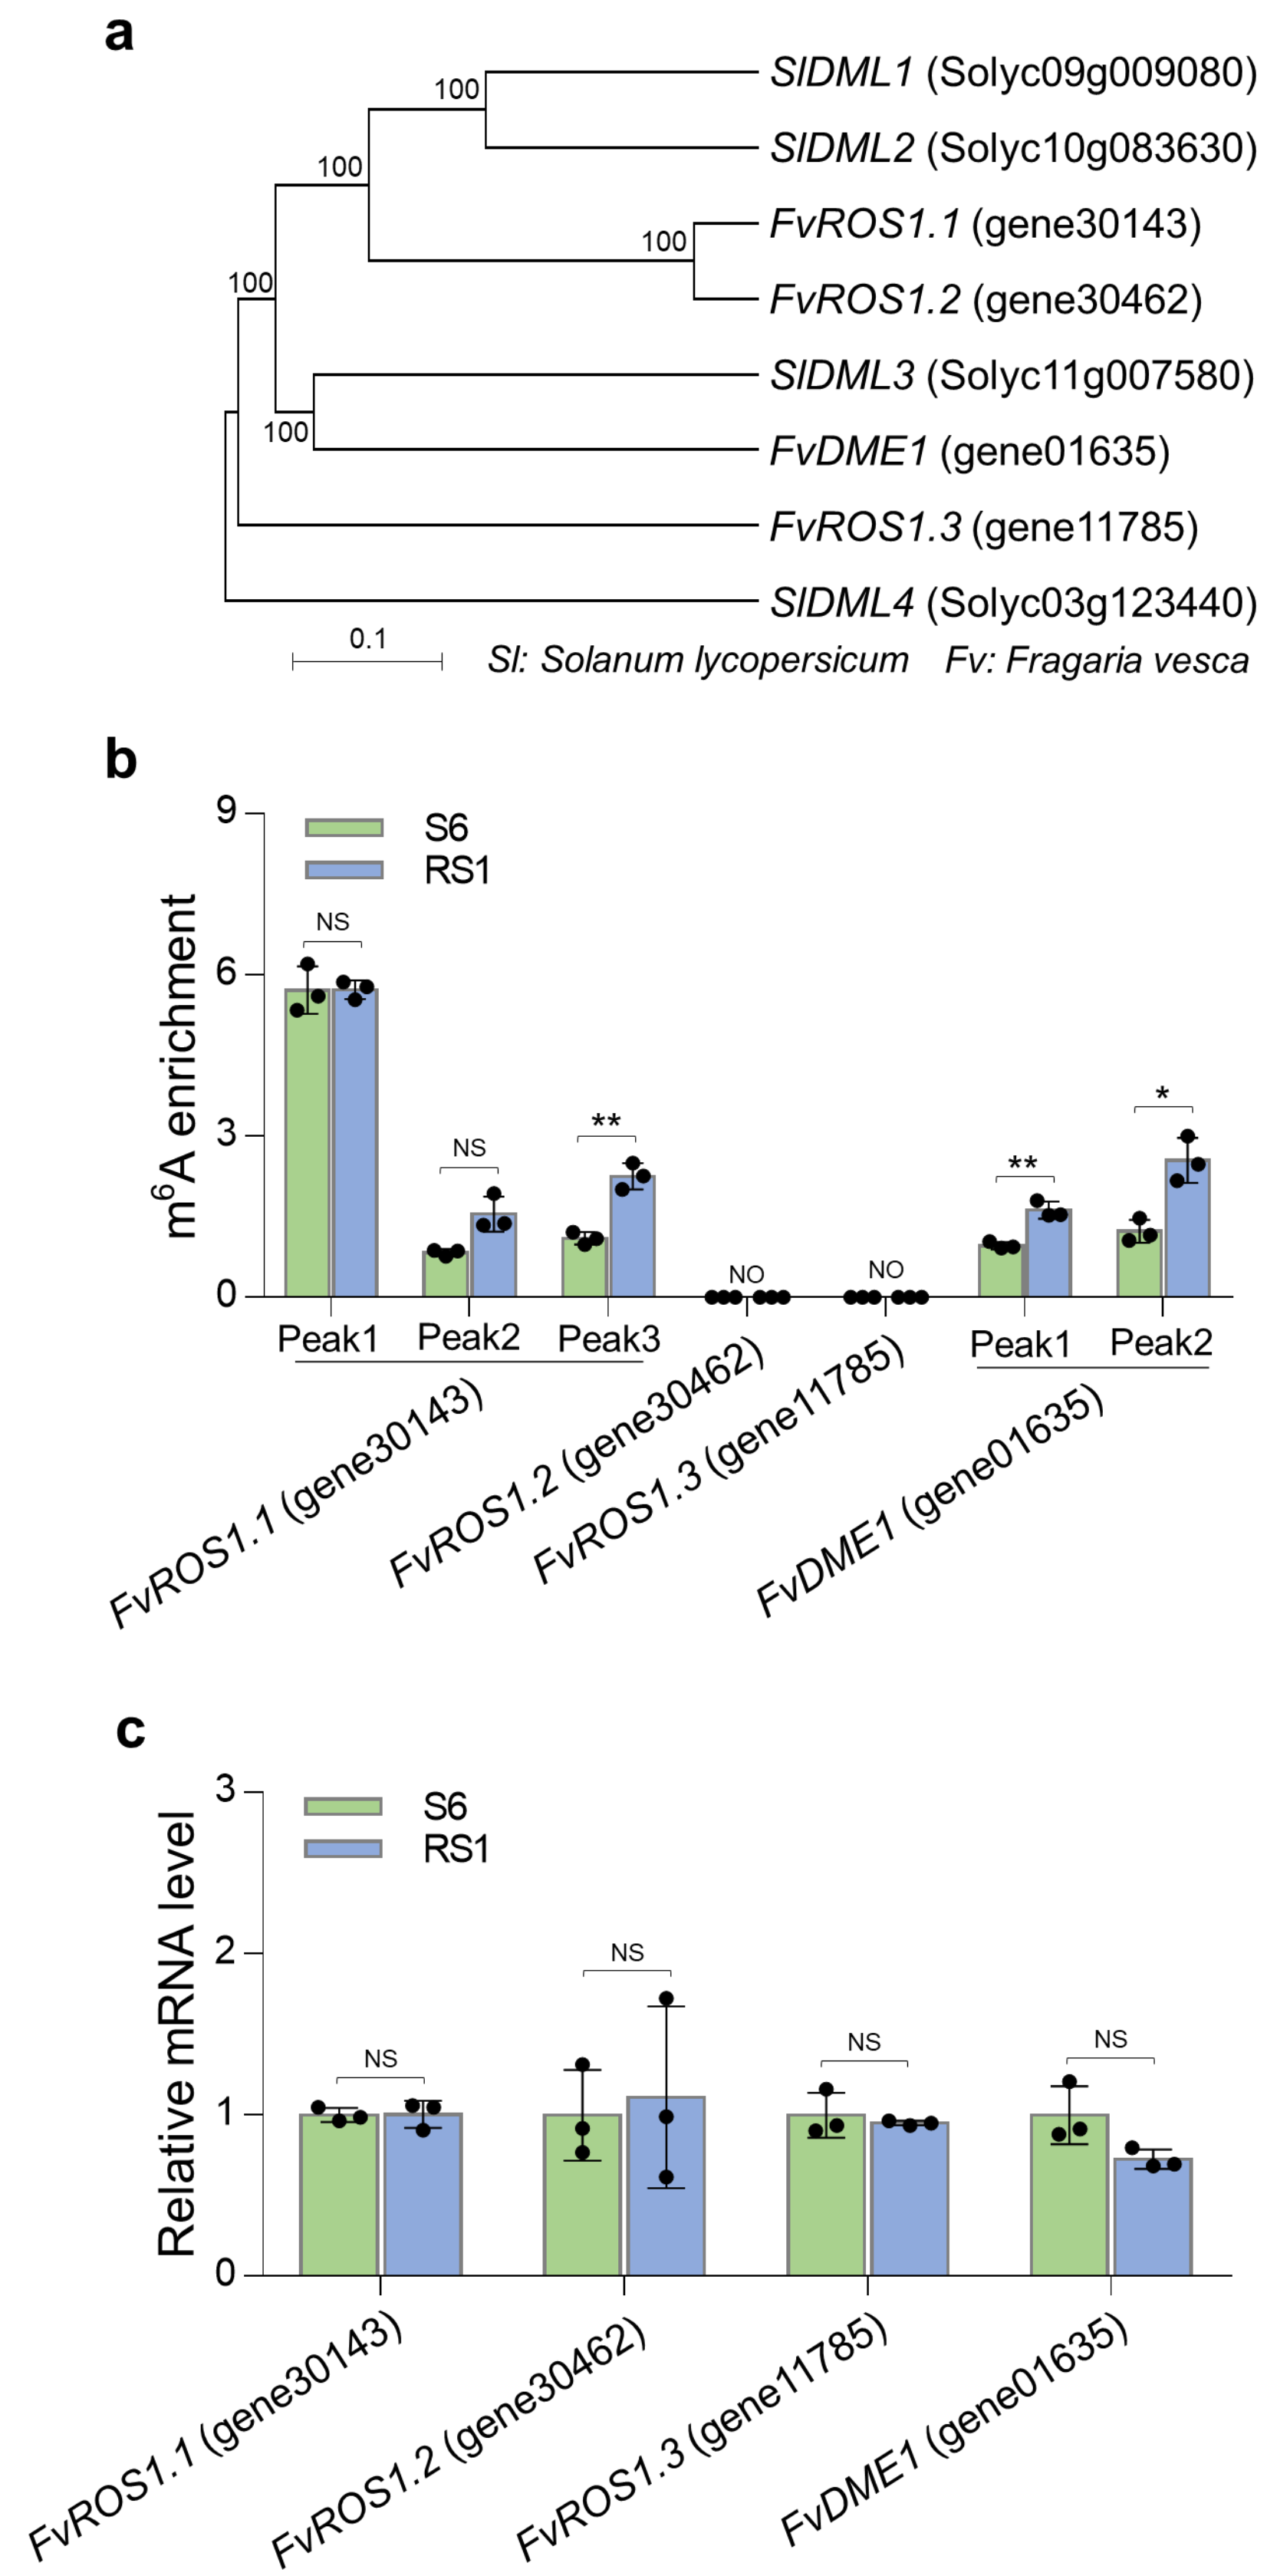 a
100
SlDML1 (Solyc09g009080)
SlDML2 (Solyc10g083630)
100
FvROS1.1 (gene30143)
100
FvROS1.2 (gene30462)
100
SlDML3 (Solyc11g007580)
100
FvDME1 (gene01635)
FvROS1.3 (gene11785)
SlDML4 (Solyc03g123440)
0.1
Sl: Solanum lycopersicum Fv: Fragaria vesca
b
m⁶A enrichment
9
6
3
0
S6
RS1
NS
NS
**
NO
NO
**
*
Peak1 Peak2 Peak3 Peak1 Peak2
FvROS1.1 (gene30143)
FvROS1.2 (gene30462)
FvROS1.3 (gene11785)
FvDME1 (gene01635)
c
Relative mRNA level
3
2
1
0
S6
RS1
NS
NS
NS
NS
FvROS1.1 (gene30143)
FvROS1.2 (gene30462)
FvROS1.3 (gene11785)
FvDME1 (gene01635)